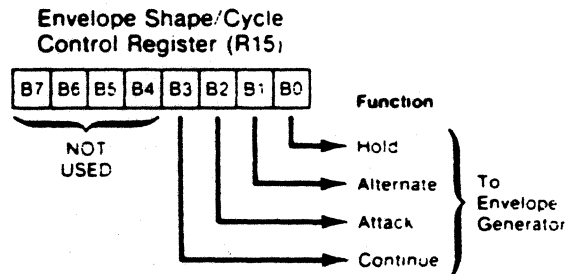 Envelope Shape/Cycle
Control Register (R15)
B7 B6 B5 B4 B3 B2 B1 B0
Function
NOT
USED
Hold
Alternate
Attack
Continue
To
Envelope
Generator